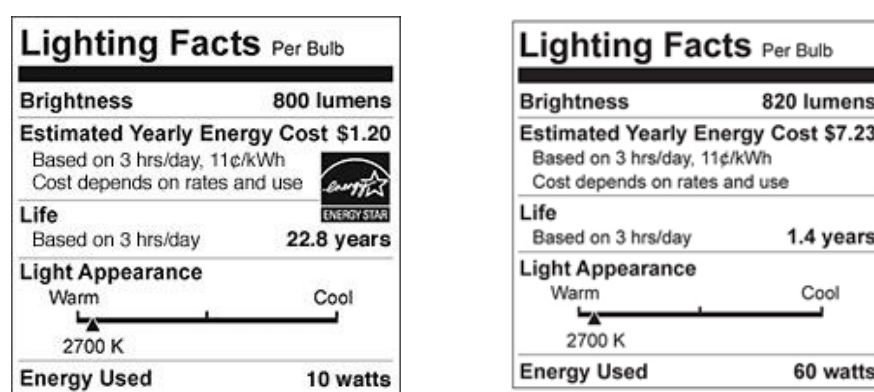 Lighting Facts Per Bulb
Brightness 800 lumens
Estimated Yearly Energy Cost $1.20
Based on 3 hrs/day, 11¢/kWh
Cost depends on rates and use
energy
ENERGY STAR
Life
Based on 3 hrs/day 22.8 years
Light Appearance
Warm Cool
2700 K
Energy Used 10 watts
Lighting Facts Per Bulb
Brightness 820 lumens
Estimated Yearly Energy Cost $7.23
Based on 3 hrs/day, 11¢/kWh
Cost depends on rates and use
Life
Based on 3 hrs/day 1.4 years
Light Appearance
Warm Cool
2700 K
Energy Used 60 watts